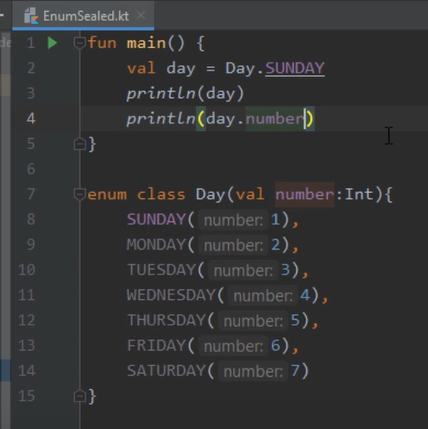 EnumSealed.kt
1 fun main() {
2 val day = Day.SUNDAY
3 println(day)
4 println(day.number)
5 }
6
7 enum class Day(val number:Int){
8 SUNDAY( number: 1),
9 MONDAY( number: 2),
10 TUESDAY( number: 3),
11 WEDNESDAY( number: 4),
12 THURSDAY( number: 5),
13 FRIDAY( number: 6),
14 SATURDAY( number: 7)
15 }